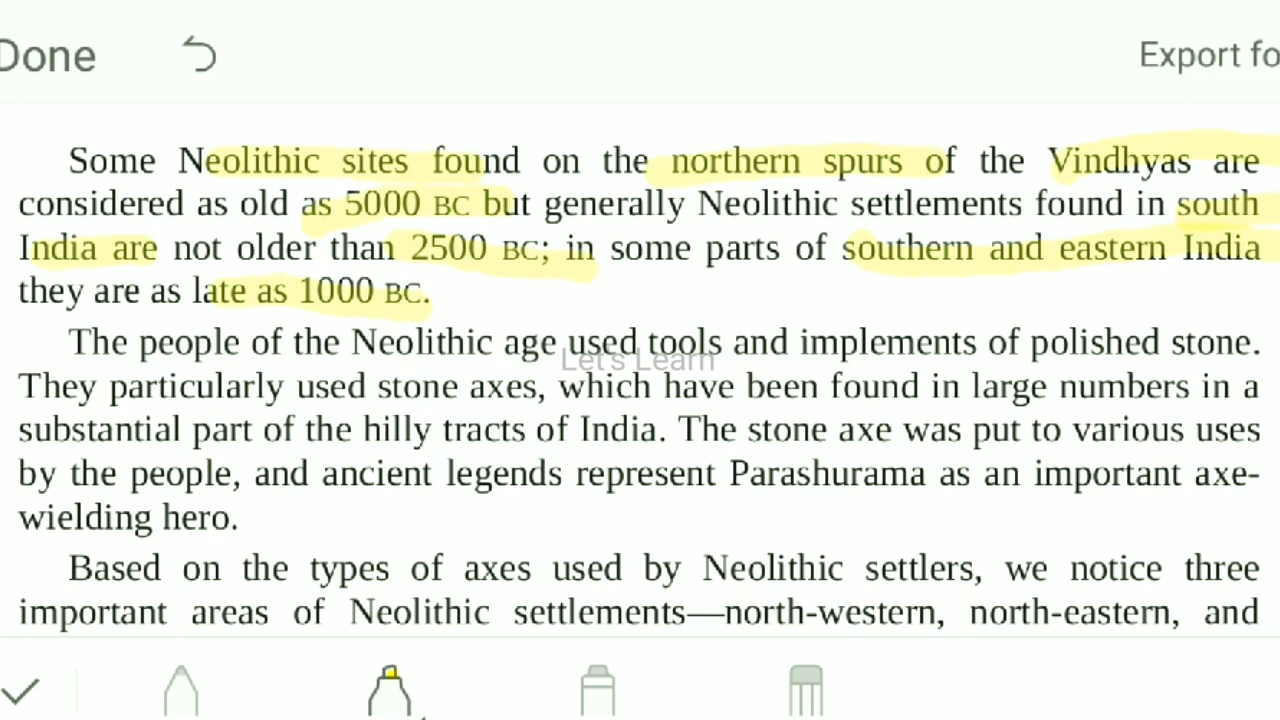 Done
Export fo
Some Neolithic sites found on the northern spurs of the Vindhyas are
considered as old as 5000 BC but generally Neolithic settlements found in south
India are not older than 2500 BC; in some parts of southern and eastern India
they are as late as 1000 BC.
The people of the Neolithic age used tools and implements of polished stone.
Let's Learn
They particularly used stone axes, which have been found in large numbers in a
substantial part of the hilly tracts of India. The stone axe was put to various uses
by the people, and ancient legends represent Parashurama as an important axe-
wielding hero.
Based on the types of axes used by Neolithic settlers, we notice three
important areas of Neolithic settlements—north-western, north-eastern, and